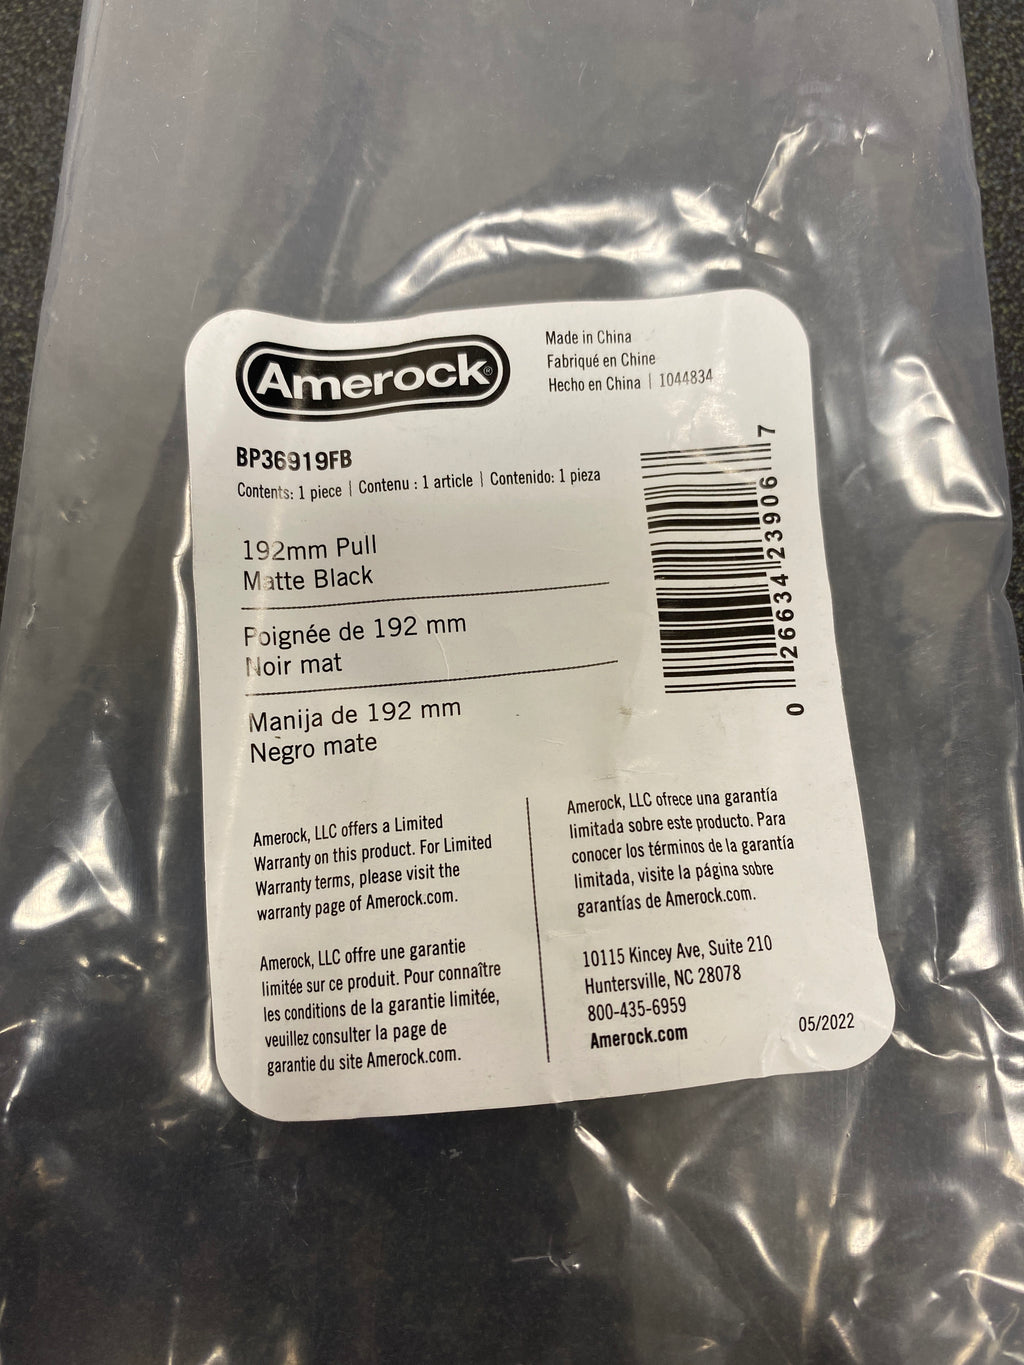 Amerock®
Made in China
Fabriqué en Chine
Hecho en China | 1044834
BP36919FB
Contents: 1 piece | Contenu : 1 article | Contenido: 1 pieza
192mm Pull
Matte Black
Poignée de 192 mm
Noir mat
Manija de 192 mm
Negro mate
0 26634 23906 7
Amerock, LLC offers a Limited
Warranty on this product. For Limited
Warranty terms, please visit the
warranty page of Amerock.com.
Amerock, LLC offre une garantie
limitée sur ce produit. Pour connaître
les conditions de la garantie limitée,
veuillez consulter la page de
garantie du site Amerock.com.
Amerock, LLC ofrece una garantía
limitada sobre este producto. Para
conocer los términos de la garantía
limitada, visite la página sobre
garantías de Amerock.com.
10115 Kincey Ave, Suite 210
Huntersville, NC 28078
800-435-6959
Amerock.com
05/2022